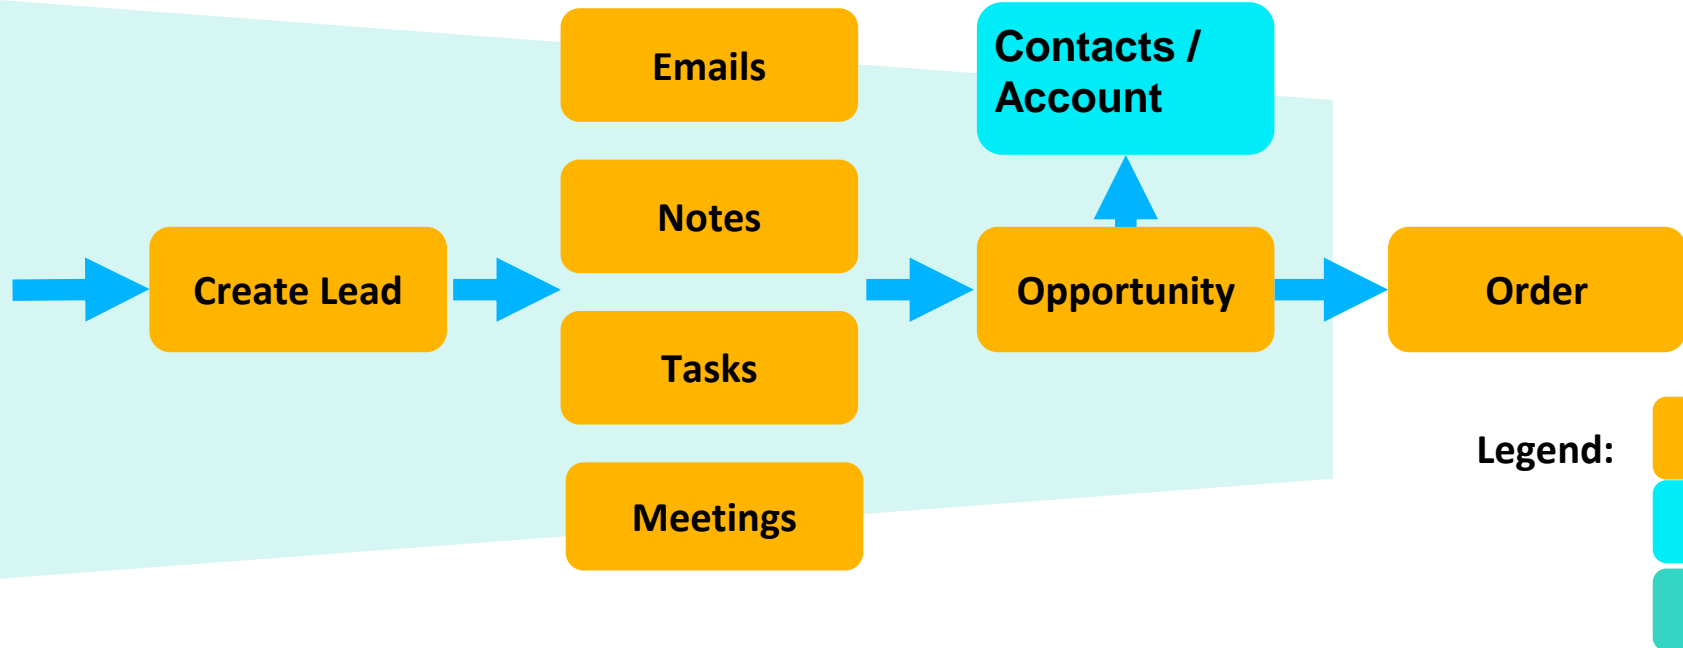 Emails
Contacts /
Account
Notes
Create Lead
Opportunity
Order
Tasks
Legend:
Meetings